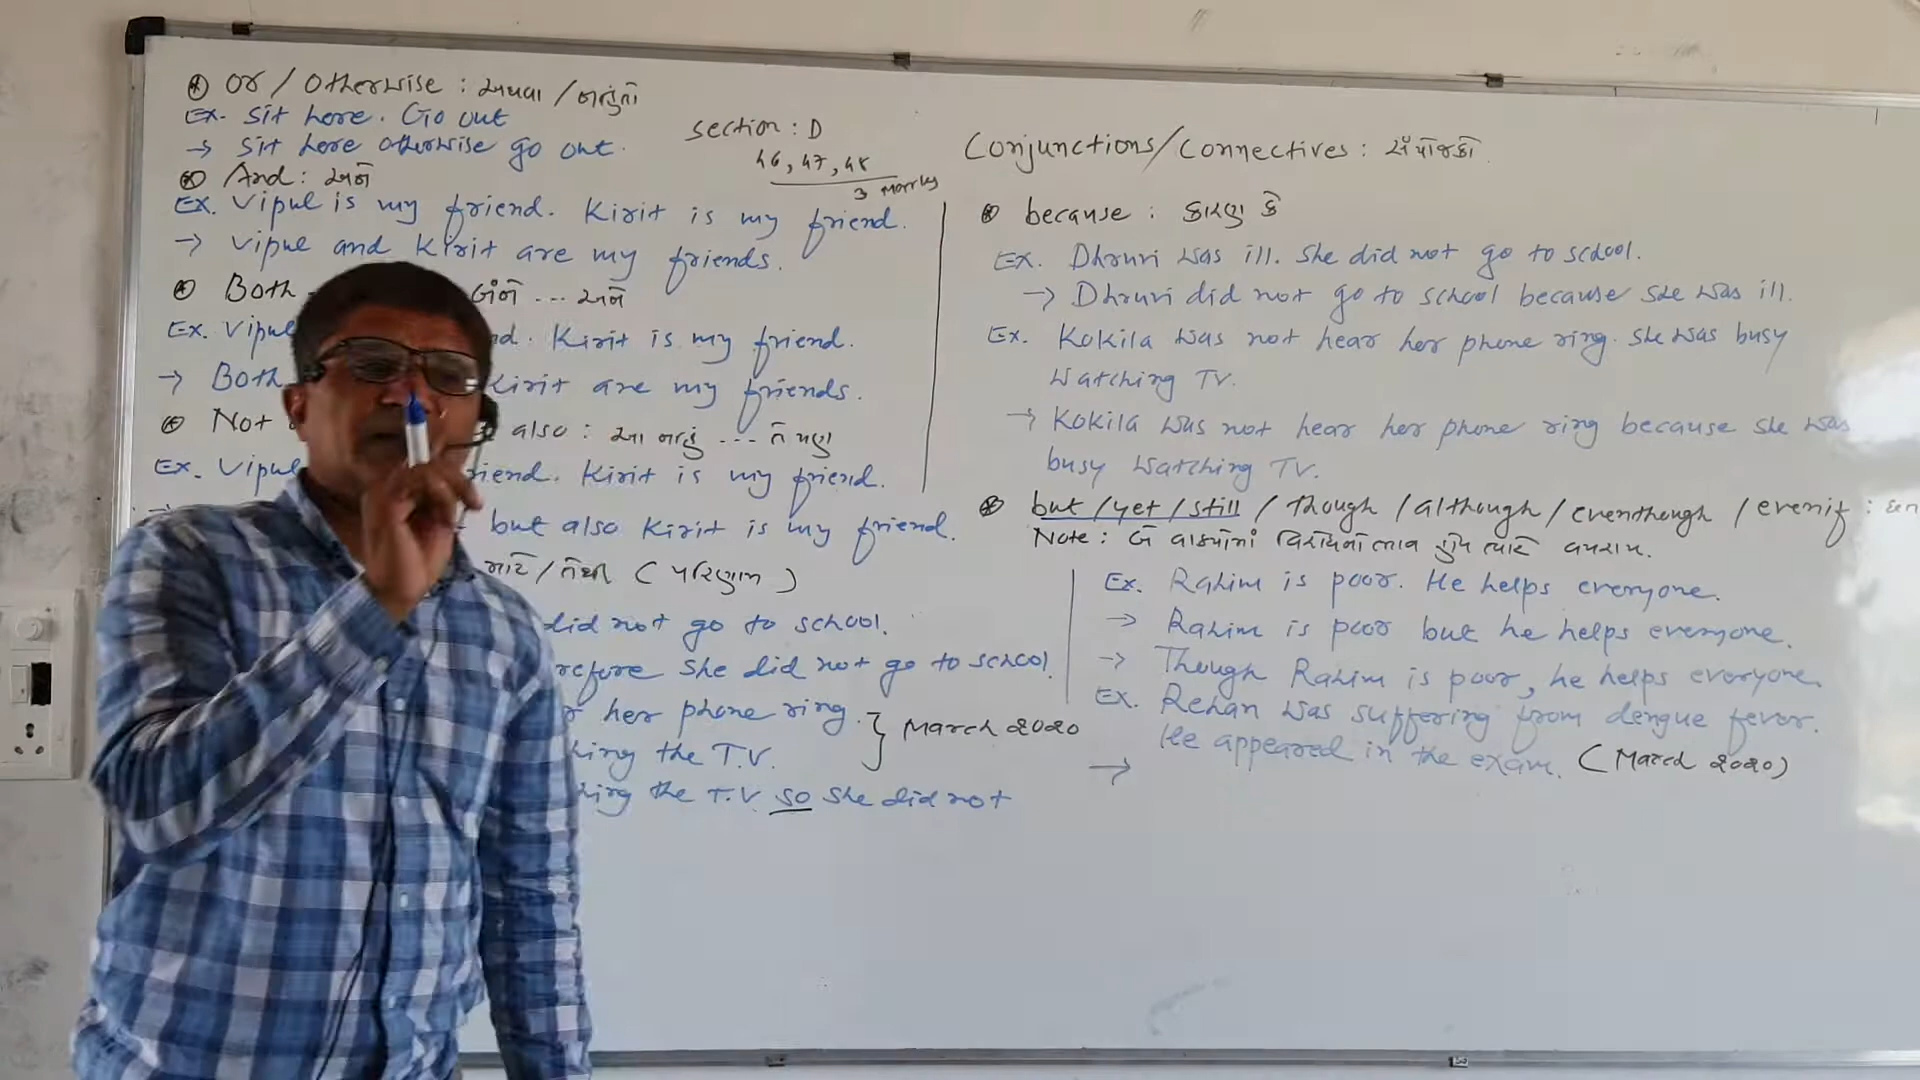 Or / Otherwise : અથવા / નહિંતો
Ex. Sit here. Go out
→ Sit here otherwise go out.
And : અને
Ex. Vipul is my friend. Kirit is my friend.
→ Vipul and Kirit are my friends.
Both બંને ... અને
Ex. Vipul Kirit is my friend.
→ Both Kirit are my friends.
Not also : આ નહિં ... તે પણ
Ex. Vipul Kirit is my friend.
but also Kirit is my friend.
માટે / તેથી ( પરિણામ )
did not go to school.
she did not go to school.
her phone ring. } March 2020
the T.V.
the T.V. so she did not
Section : D
૪૬, ૪૭, ૪૮
3 marks
Conjunctions / Connectives : સંયોજકો
because : કારણ કે
Ex. Dhruvi was ill. She did not go to school.
→ Dhruvi did not go to school because she was ill.
Ex. Kokila was not hear her phone ring. She was busy
watching TV.
→ Kokila was not hear her phone ring because she was
busy watching TV.
but / yet / still / though / although / eventhough / evenif :
Note : બે વાક્યોમાં વિરોધનો ભાવ હોય ત્યારે વપરાય.
Ex. Rahim is poor. He helps everyone.
→ Rahim is poor but he helps everyone.
→ Though Rahim is poor, he helps everyone.
Ex. Rehan was suffering from dengue fever.
He appeared in the exam. (March 2020)
→